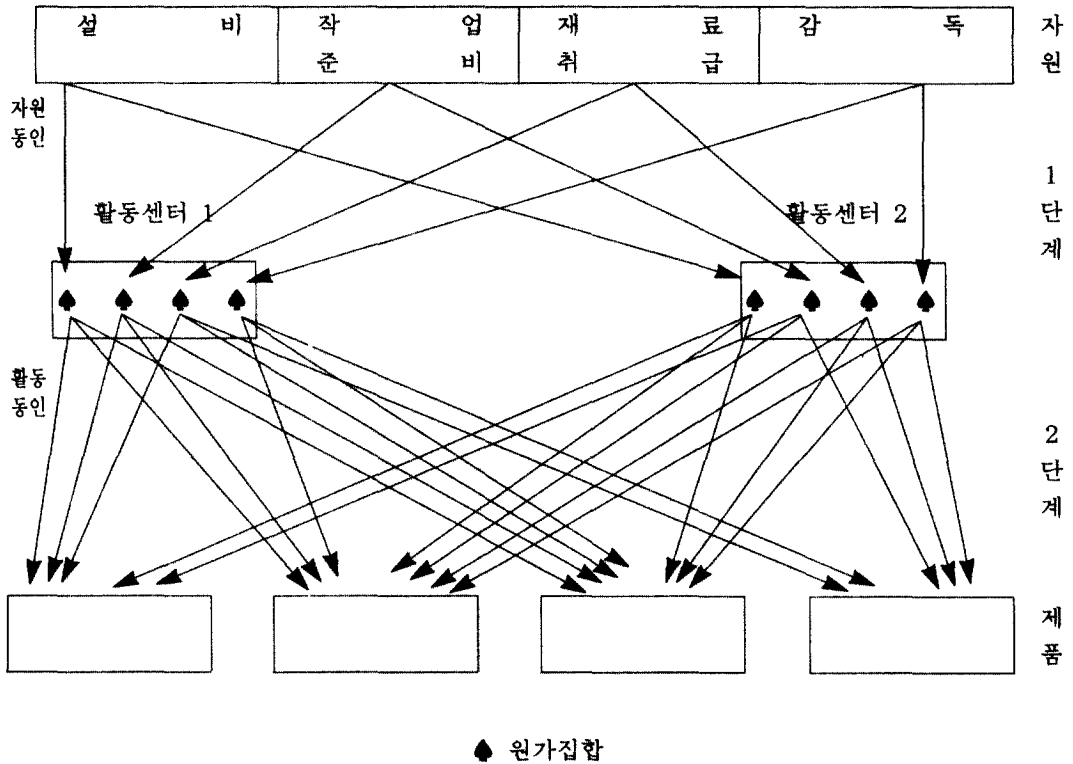 설 비 작 업 재 료 감 독 자
준 비 취 급 원
자원
동인
1
단
계
활동센터 1 활동센터 2
활동
동인
2
단
계
제
품
♠ 원가집합